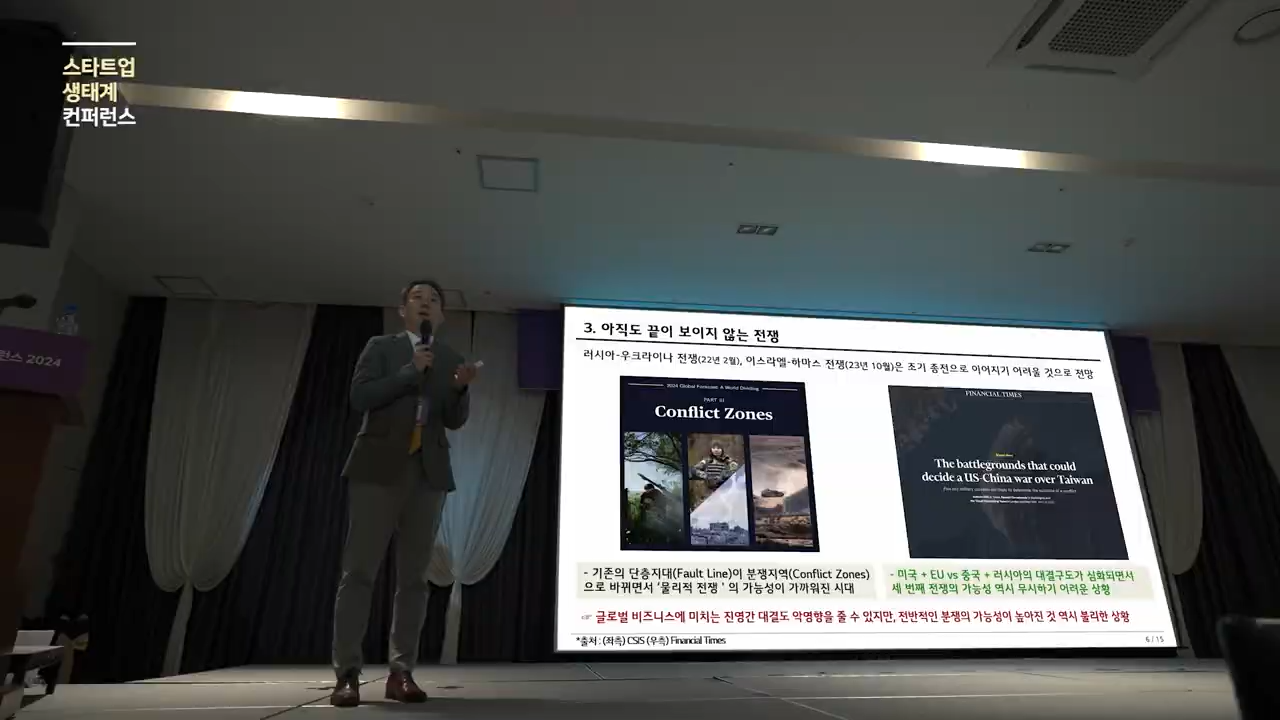 스타트업
생태계
컨퍼런스
런스 2024
3. 아직도 끝이 보이지 않는 전쟁
러시아-우크라이나 전쟁(22년 2월), 이스라엘-하마스 전쟁(23년 10월)은 조기 종전으로 이어지기 어려울 것으로 전망
2024 Global Forecast: A World Dividing
PART 01
Conflict Zones
FINANCIAL TIMES
The battlegrounds that could
decide a US-China war over Taiwan
- 기존의 단층지대(Fault Line)이 분쟁지역(Conflict Zones)
으로 바뀌면서 '물리적 전쟁 ' 의 가능성이 가까워진 시대
- 미국 + EU vs 중국 + 러시아의 대결구도가 심화되면서
세 번째 전쟁의 가능성 역시 무시하기 어려운 상황
☞ 글로벌 비즈니스에 미치는 진영간 대결도 악영향을 줄 수 있지만, 전반적인 분쟁의 가능성이 높아진 것 역시 불리한 상황
*출처 : (좌측) CSIS (우측) Financial Times
6 / 15